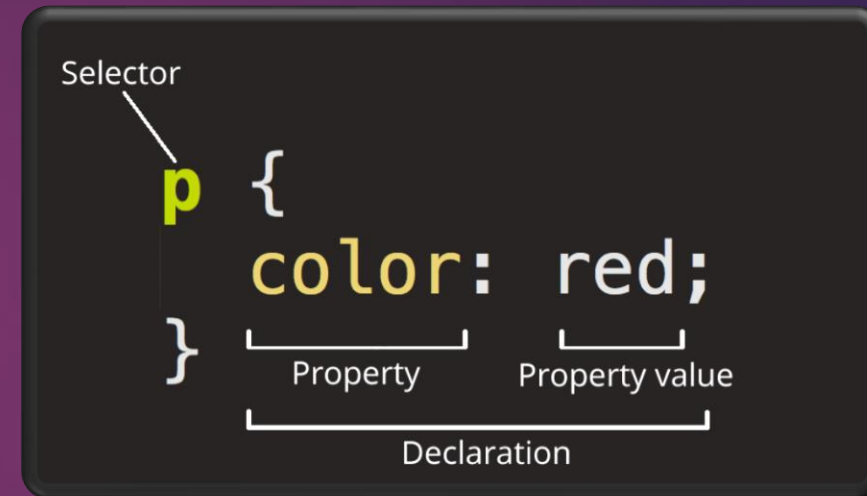 Selector
p {
color: red;
}
Property Property value
Declaration